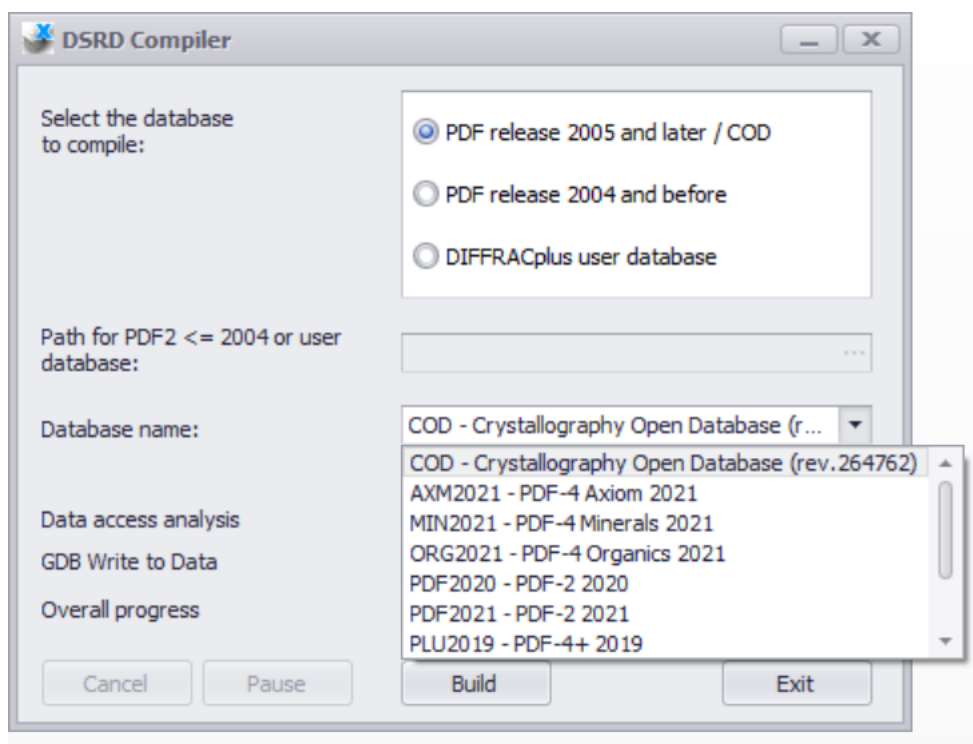 DSRD Compiler
Select the database
to compile:
PDF release 2005 and later / COD
PDF release 2004 and before
DIFFRACplus user database
Path for PDF2 <= 2004 or user
database:
...
Database name:
COD - Crystallography Open Database (r...
COD - Crystallography Open Database (rev.264762)
AXM2021 - PDF-4 Axiom 2021
MIN2021 - PDF-4 Minerals 2021
ORG2021 - PDF-4 Organics 2021
PDF2020 - PDF-2 2020
PDF2021 - PDF-2 2021
PLU2019 - PDF-4+ 2019
Data access analysis
GDB Write to Data
Overall progress
Cancel
Pause
Build
Exit